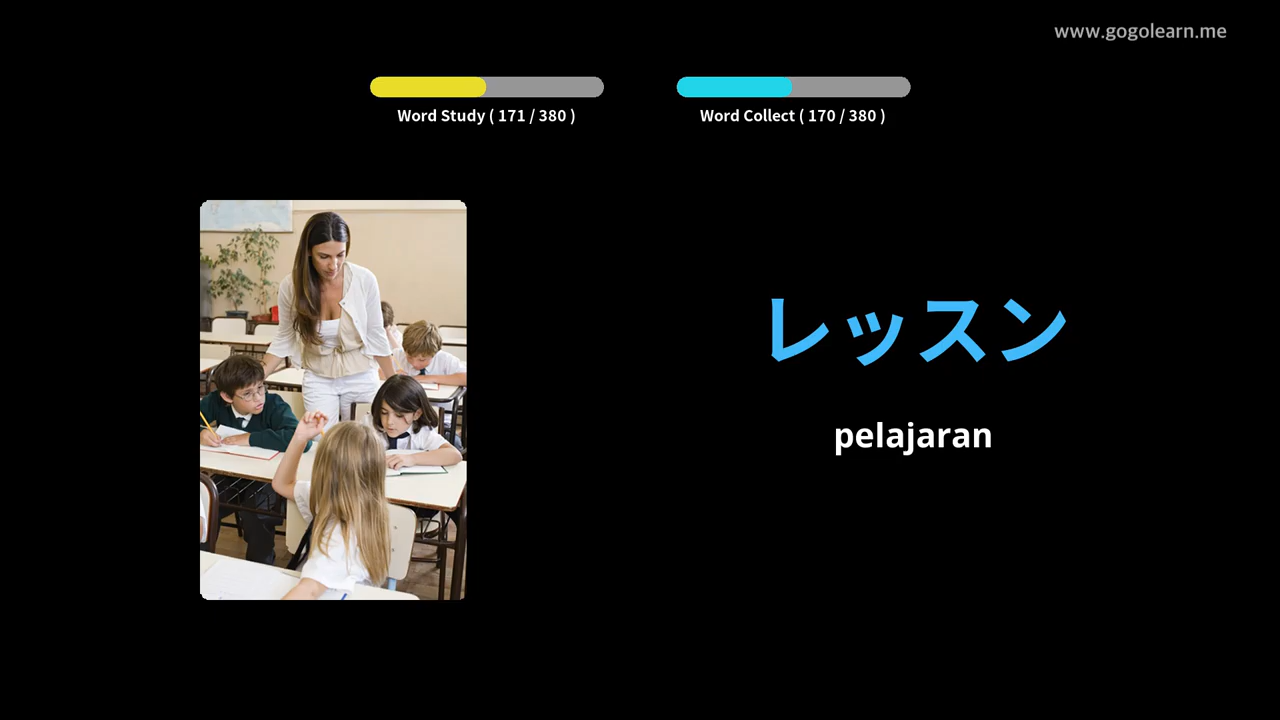 www.gogolearn.me
Word Study ( 171 / 380 )
Word Collect ( 170 / 380 )
レッスン
pelajaran